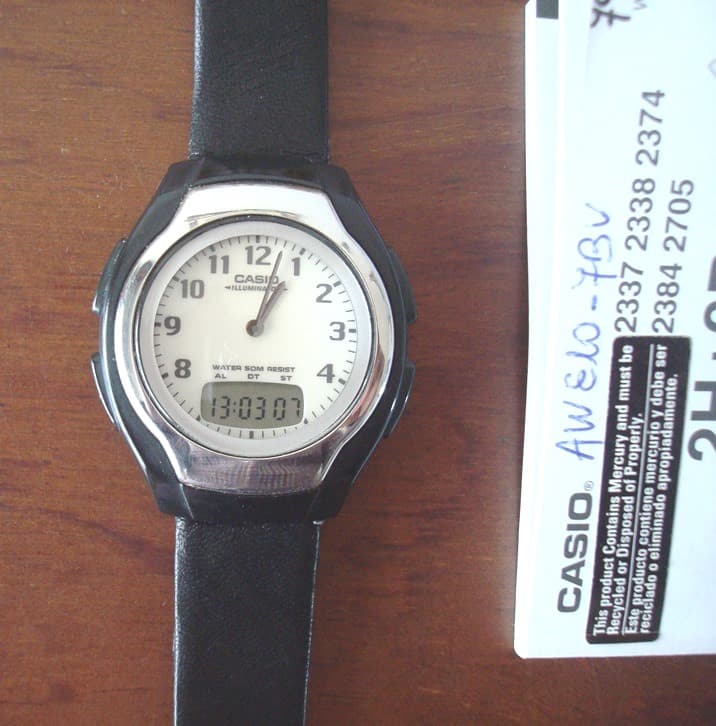 12
1
2
3
4
8
9
10
11
CASIO
ILLUMINATOR
WATER 50M RESIST
AL DT ST
13:03 07
CASIO®
2337 2338 2374
2384 2705
This product Contains Mercury and must be
Recycled or Disposed of Properly.
Este producto contiene mercurio y debe ser
reciclado o eliminado apropiadamente.